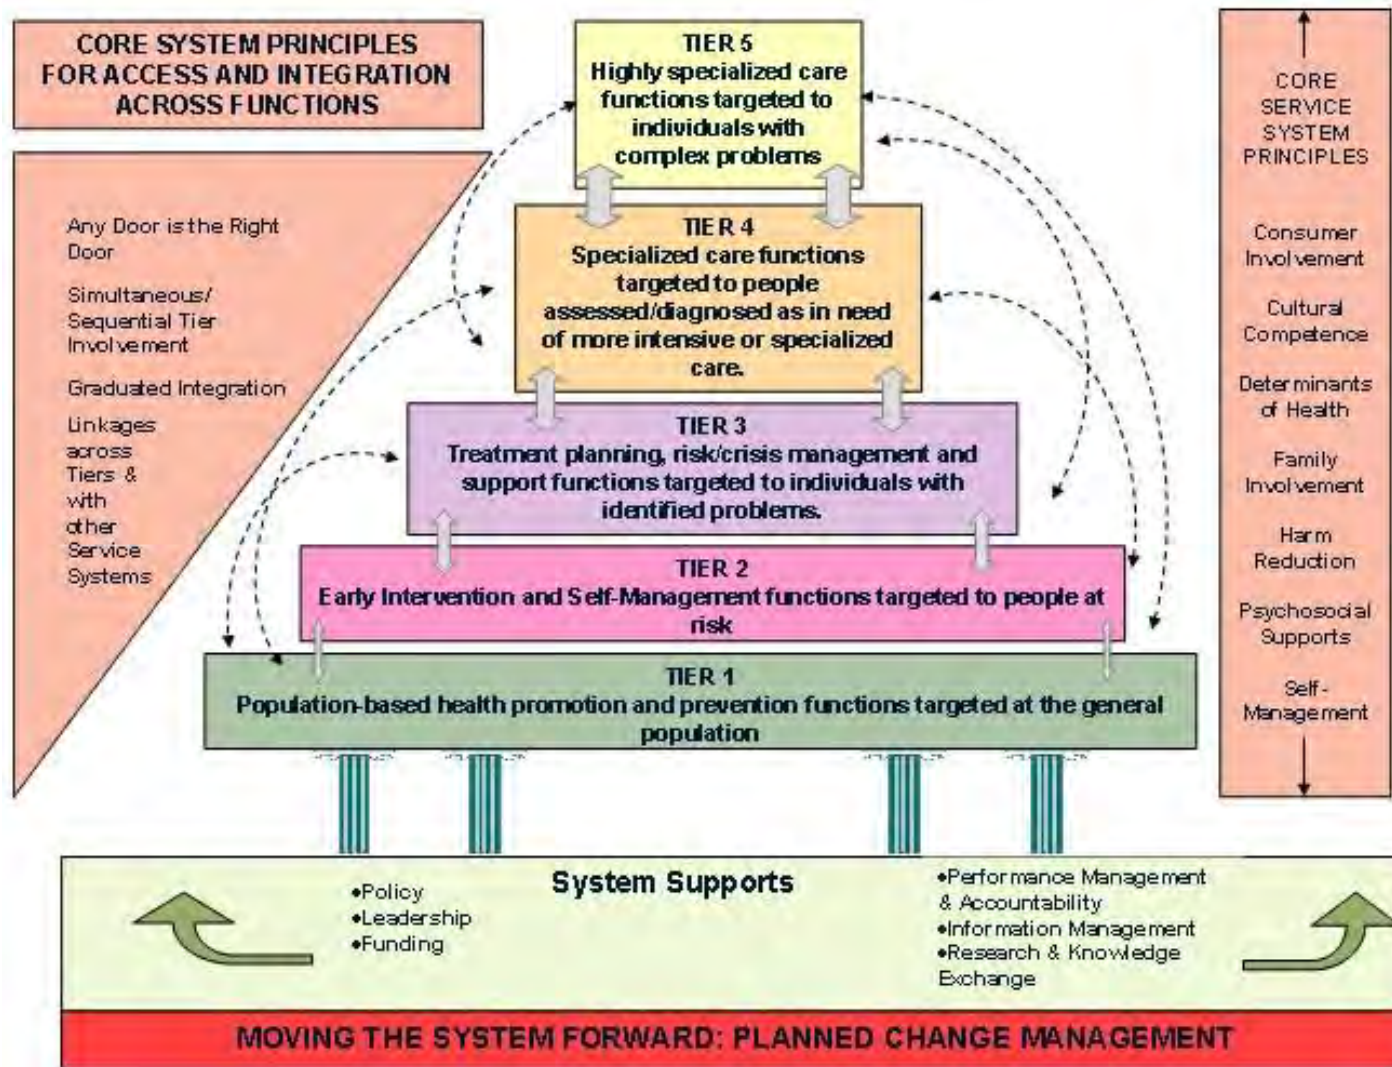 CORE SYSTEM PRINCIPLES
FOR ACCESS AND INTEGRATION
ACROSS FUNCTIONS
Any Door is the Right
Door
Simultaneous/
Sequential Tier
Involvement
Graduated Integration
Linkages
across
Tiers &
with
other
Service
Systems
TIER 5
Highly specialized care
functions targeted to
individuals with
complex problems
TIER 4
Specialized care functions
targeted to people
assessed/diagnosed as in need
of more intensive or specialized
care.
TIER 3
Treatment planning, risk/crisis management and
support functions targeted to individuals with
identified problems.
TIER 2
Early Intervention and Self-Management functions targeted to people at
risk
TIER 1
Population-based health promotion and prevention functions targeted at the general
population
CORE
SERVICE
SYSTEM
PRINCIPLES
Consumer
Involvement
Cultural
Competence
Determinants
of Health
Family
Involvement
Harm
Reduction
Psychosocial
Supports
Self-
Management
System Supports
•Policy
•Leadership
•Funding
•Performance Management
& Accountability
•Information Management
•Research & Knowledge
Exchange
MOVING THE SYSTEM FORWARD: PLANNED CHANGE MANAGEMENT